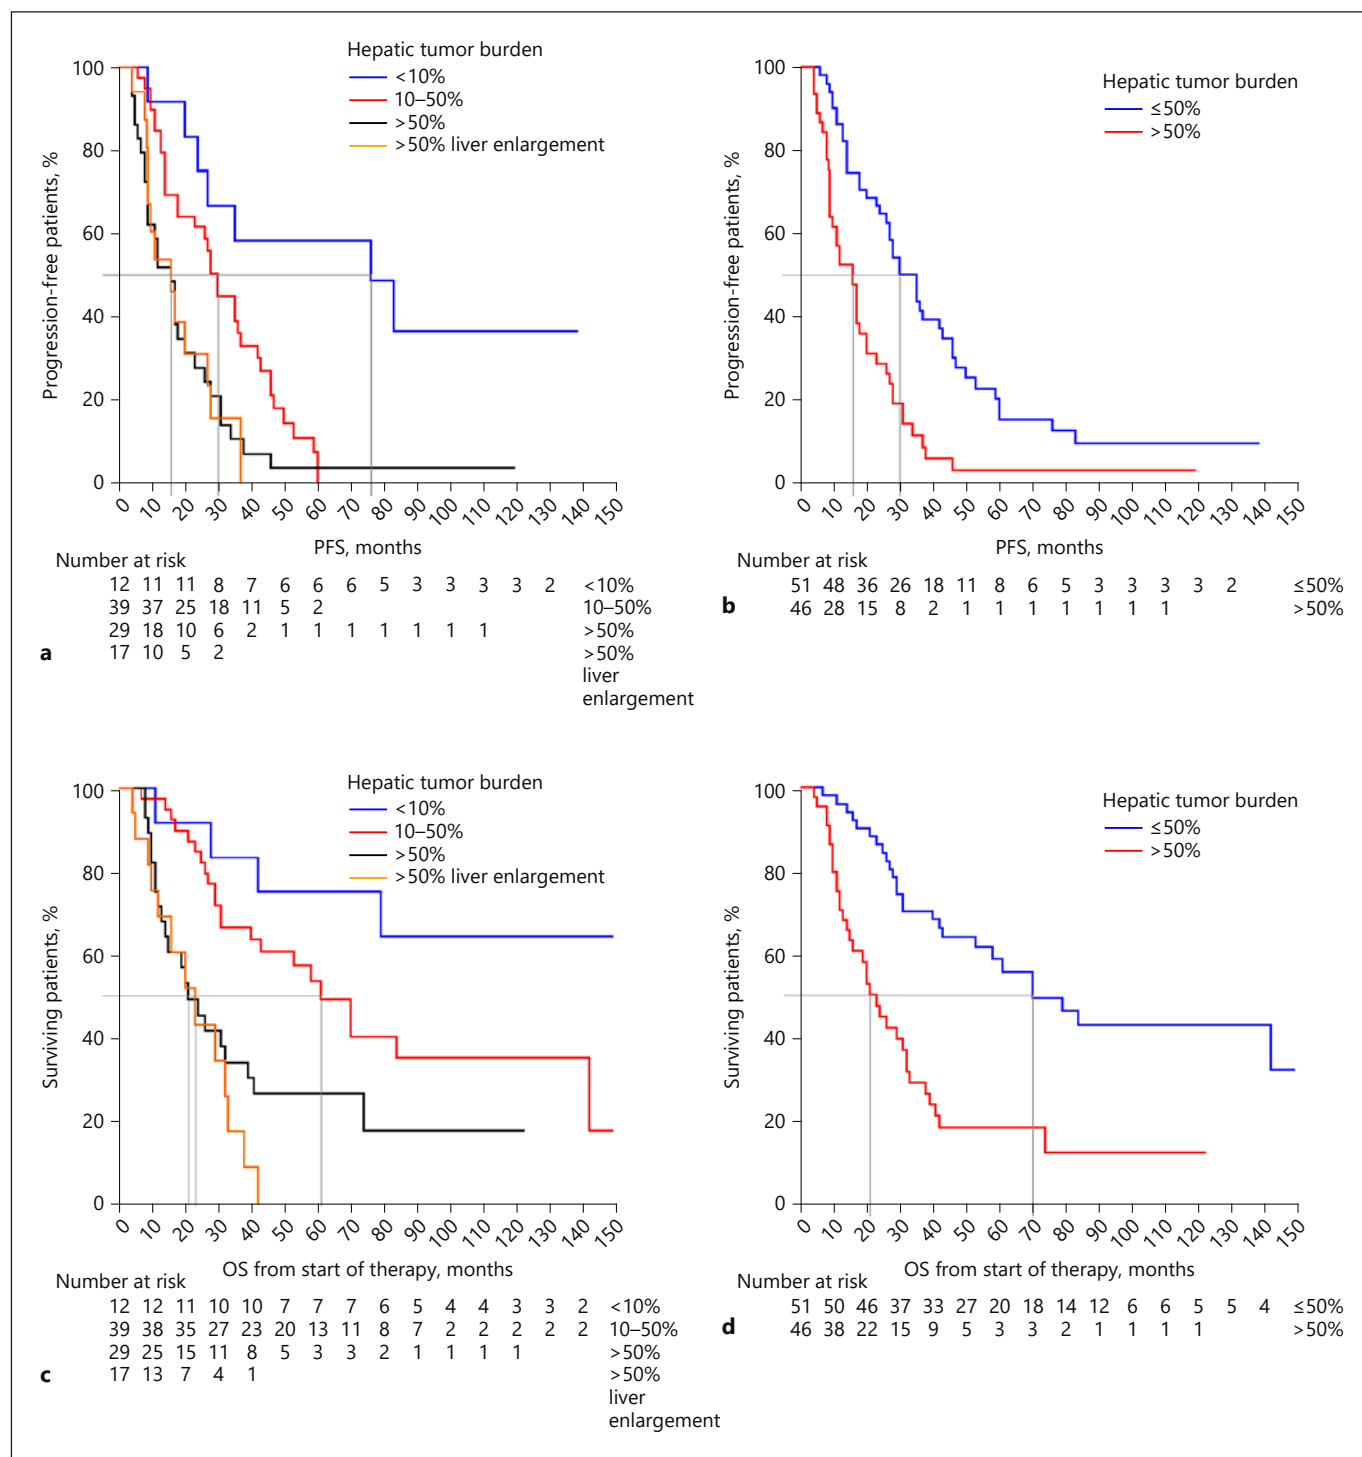 Hepatic tumor burden
<10%
10–50%
>50%
>50% liver enlargement
Progression-free patients, %
100
80
60
40
20
0
0 10 20 30 40 50 60 70 80 90 100 110 120 130 140 150
PFS, months
Number at risk
12 11 11 8 7 6 6 6 5 3 3 3 3 2 <10%
39 37 25 18 11 5 2 10–50%
29 18 10 6 2 1 1 1 1 1 1 1 >50%
a 17 10 5 2 >50%
liver
enlargement
Hepatic tumor burden
≤50%
>50%
Progression-free patients, %
100
80
60
40
20
0
0 10 20 30 40 50 60 70 80 90 100 110 120 130 140 150
PFS, months
Number at risk
51 48 36 26 18 11 8 6 5 3 3 3 3 2 ≤50%
b 46 28 15 8 2 1 1 1 1 1 1 1 >50%
Hepatic tumor burden
<10%
10–50%
>50%
>50% liver enlargement
Surviving patients, %
100
80
60
40
20
0
0 10 20 30 40 50 60 70 80 90 100 110 120 130 140 150
OS from start of therapy, months
Number at risk
12 12 11 10 10 7 7 7 6 5 4 4 3 3 2 <10%
39 38 35 27 23 20 13 11 8 7 2 2 2 2 2 10–50%
29 25 15 11 8 5 3 3 2 1 1 1 1 >50%
c 17 13 7 4 1 >50%
liver
enlargement
Hepatic tumor burden
≤50%
>50%
Surviving patients, %
100
80
60
40
20
0
0 10 20 30 40 50 60 70 80 90 100 110 120 130 140 150
OS from start of therapy, months
Number at risk
51 50 46 37 33 27 20 18 14 12 6 6 5 5 4 ≤50%
d 46 38 22 15 9 5 3 3 2 1 1 1 1 >50%